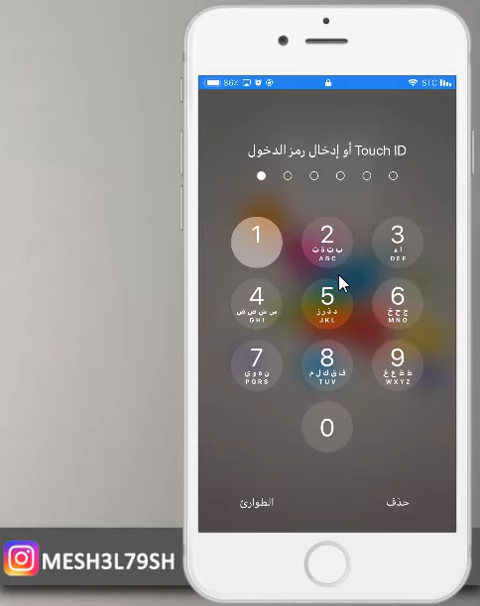 86% STC
Touch ID أو إدخال رمز الدخول
1
2
ب ت ة ث
ABC
3
ا ء
DEF
4
س ش ص ض
GHI
5
د ذ ر ز
JKL
6
ج ح خ
MNO
7
ن ه و ي
PQRS
8
ف ق ك ل م
TUV
9
ط ظ ع غ
WXYZ
0
الطوارئ
حذف
MESH3L79SH